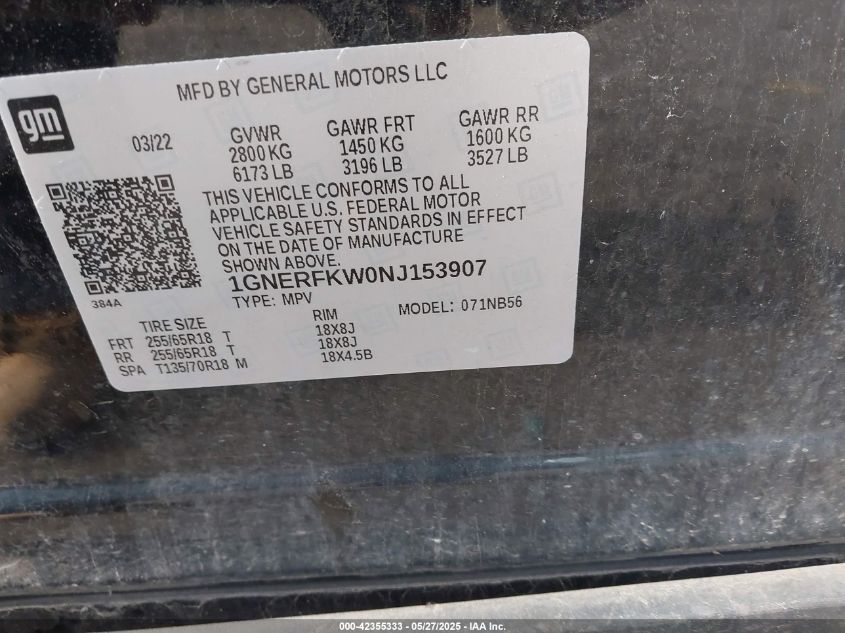 MFD BY GENERAL MOTORS LLC
gm
03/22
GVWR GAWR FRT GAWR RR
2800 KG 1450 KG 1600 KG
6173 LB 3196 LB 3527 LB
THIS VEHICLE CONFORMS TO ALL
APPLICABLE U.S. FEDERAL MOTOR
VEHICLE SAFETY STANDARDS IN EFFECT
ON THE DATE OF MANUFACTURE
SHOWN ABOVE.
1GNERFKW0NJ153907
384A
TYPE: MPV MODEL: 071NB56
TIRE SIZE RIM
FRT 255/65R18 T 18X8J
RR 255/65R18 T 18X8J
SPA T135/70R18 M 18X4.5B
000-42355333 - 05/27/2025 - IAA Inc.